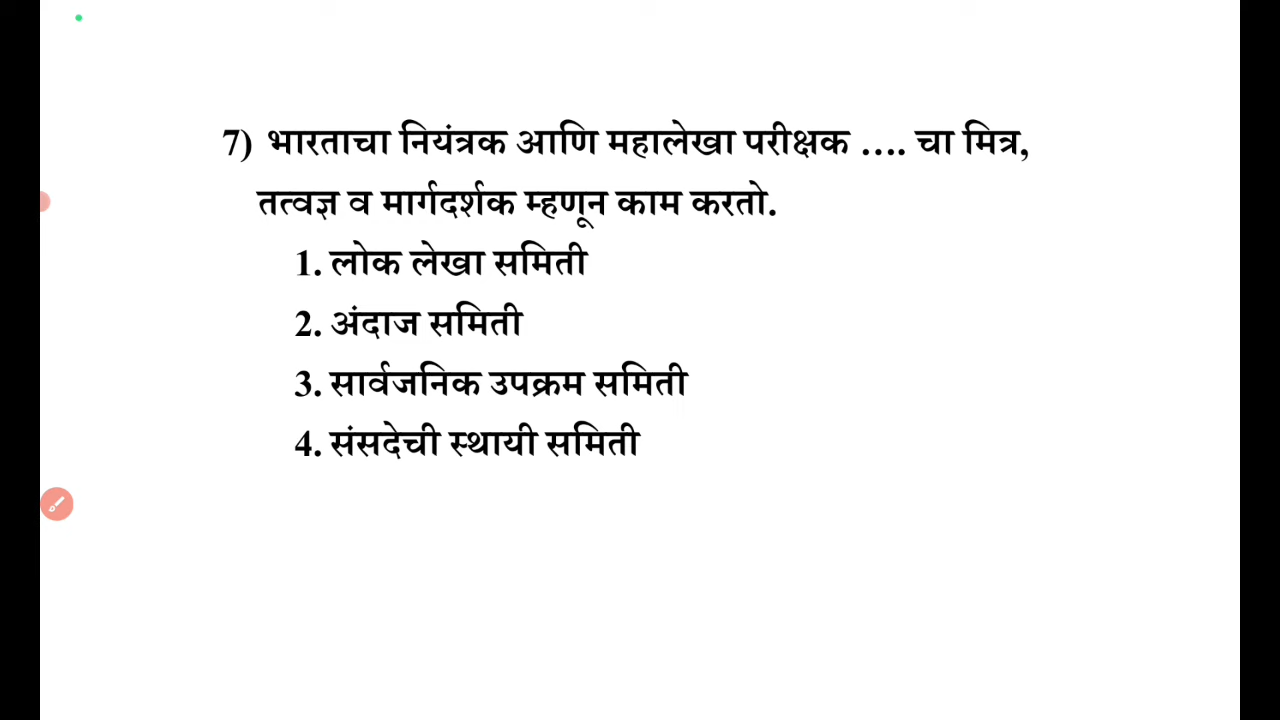 7) भारताचा नियंत्रक आणि महालेखा परीक्षक .... चा मित्र,
तत्वज्ञ व मार्गदर्शक म्हणून काम करतो.
1. लोक लेखा समिती
2. अंदाज समिती
3. सार्वजनिक उपक्रम समिती
4. संसदेची स्थायी समिती